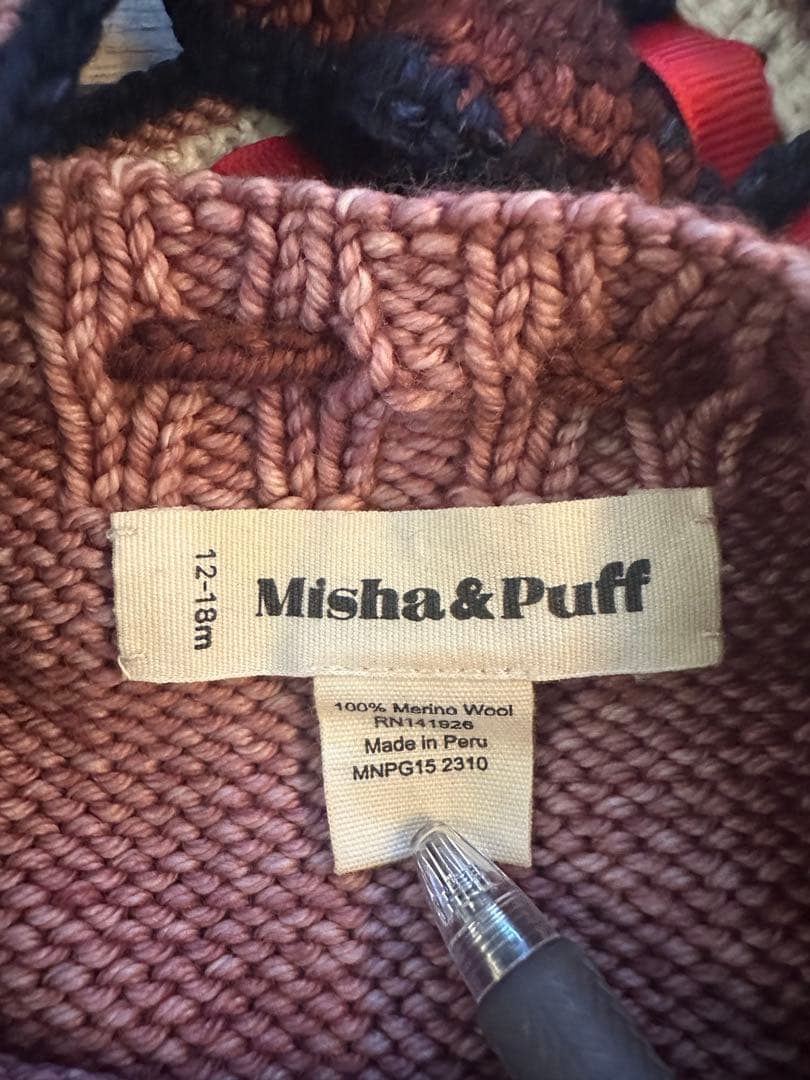 12-18m
Misha&Puff
100% Merino Wool
RN141926
Made in Peru
MNPG15 2310